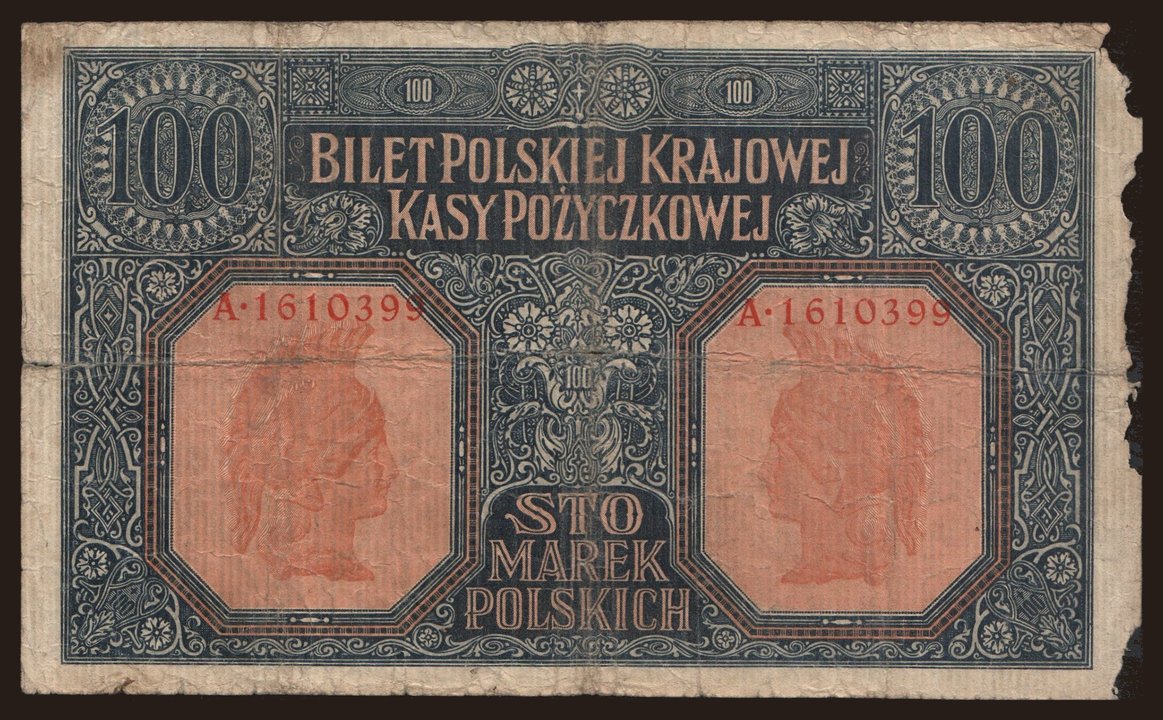 100 100
100 100
BILET POLSKIEJ KRAJOWEJ
KASY POŻYCZKOWEJ
A·1610399 A·1610399
100
STO
MAREK
POLSKICH